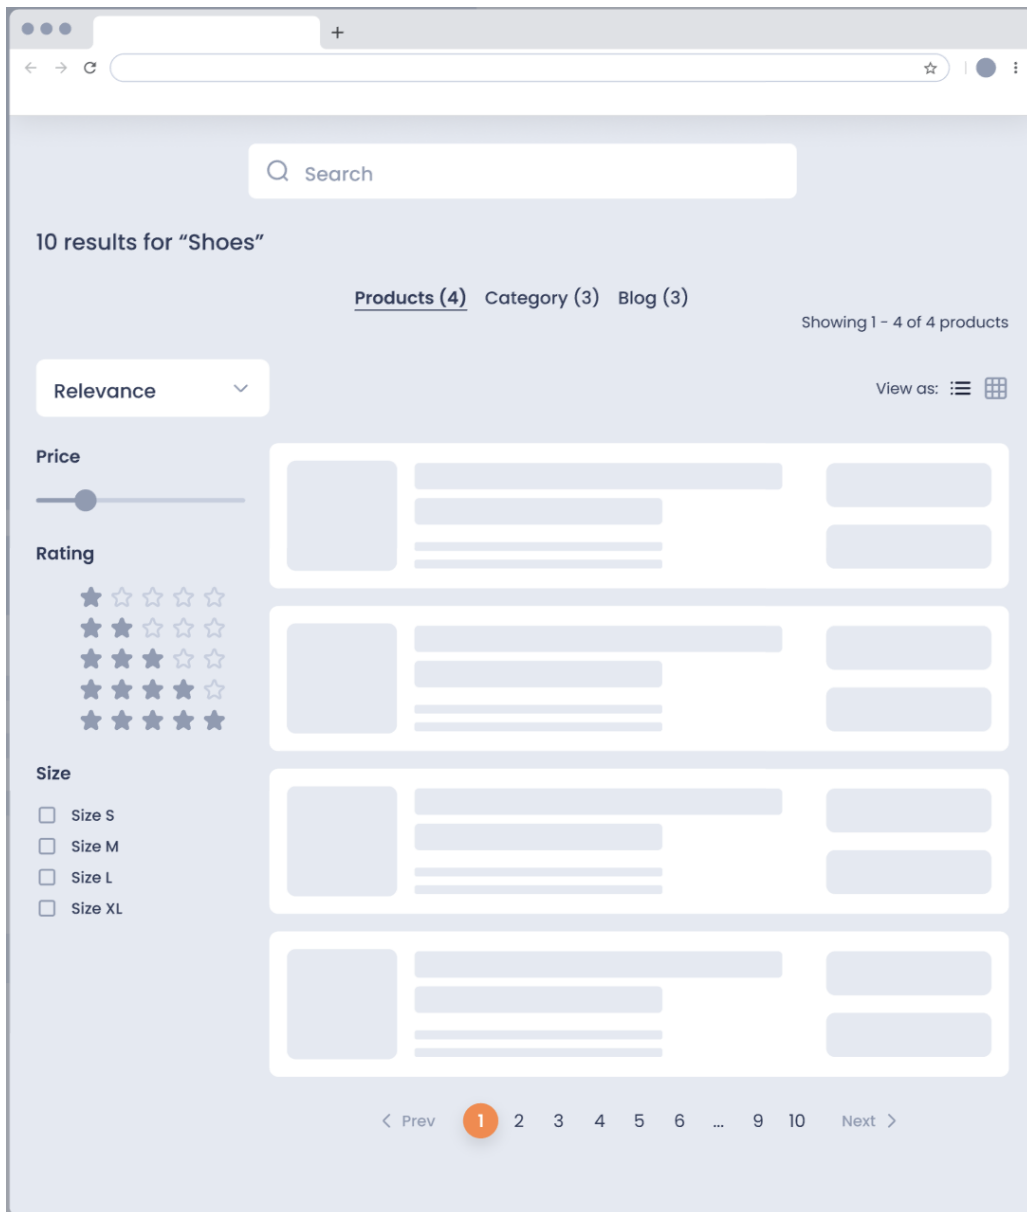 Search
10 results for “Shoes”
Products (4) Category (3) Blog (3)
Showing 1 - 4 of 4 products
Relevance
View as:
Price
Rating
Size
Size S
Size M
Size L
Size XL
Prev 1 2 3 4 5 6 ... 9 10 Next